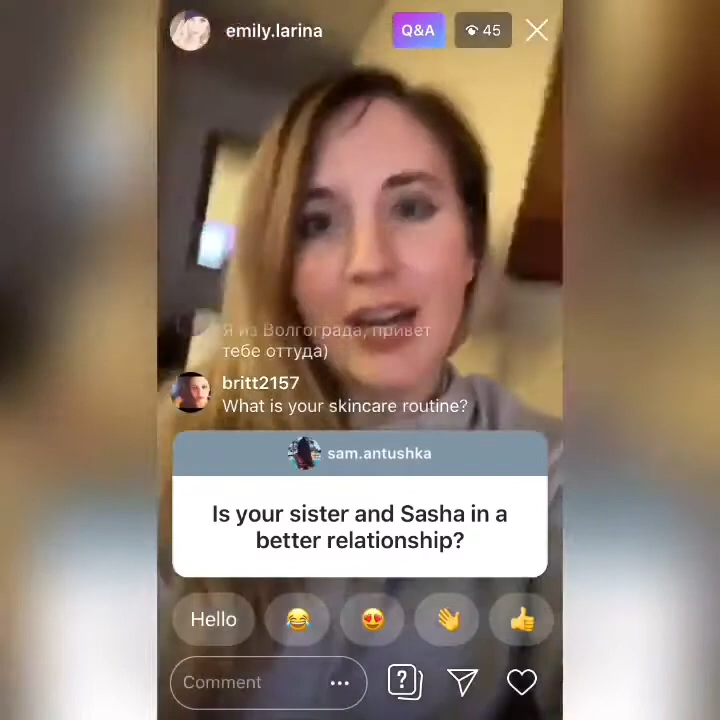 emily.larina
Q&A
45
Я из Волгограда, привет
тебе оттуда)
britt2157
What is your skincare routine?
sam.antushka
Is your sister and Sasha in a
better relationship?
Hello
Comment